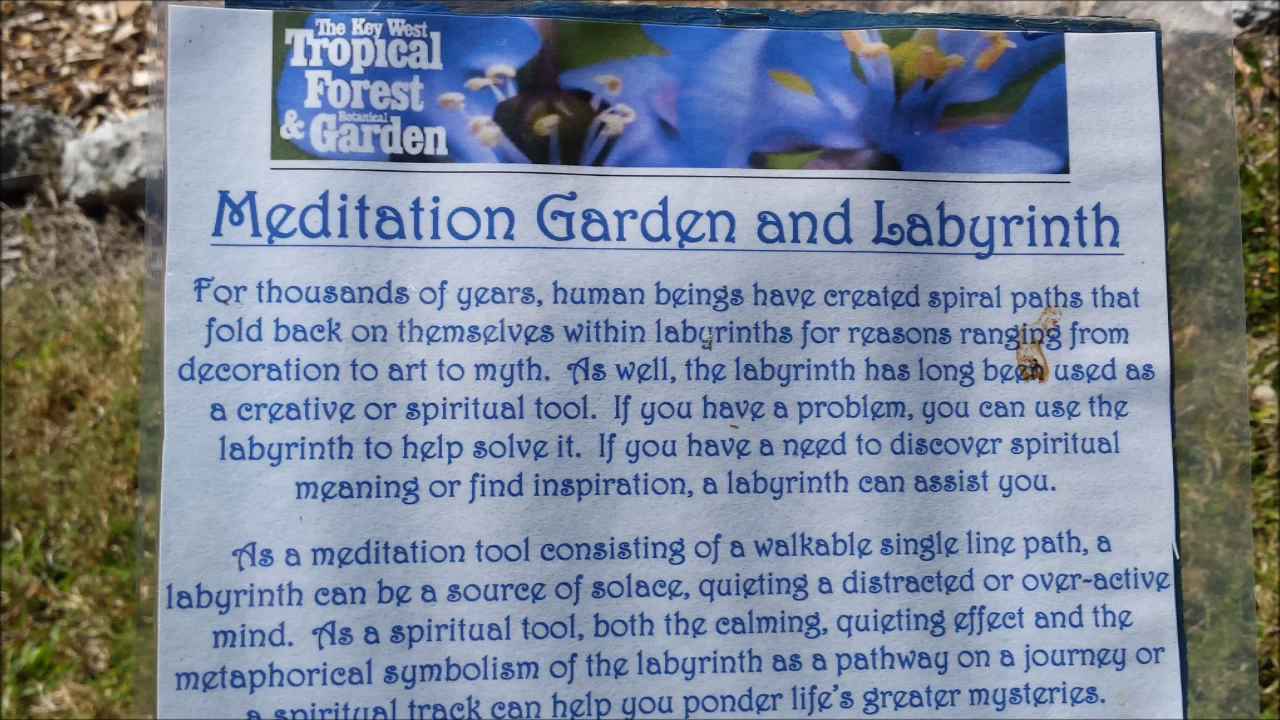 The Key West
Tropical
Forest
Botanical
& Garden
Meditation Garden and Labyrinth
For thousands of years, human beings have created spiral paths that
fold back on themselves within labyrinths for reasons ranging from
decoration to art to myth. As well, the labyrinth has long been used as
a creative or spiritual tool. If you have a problem, you can use the
labyrinth to help solve it. If you have a need to discover spiritual
meaning or find inspiration, a labyrinth can assist you.
As a meditation tool consisting of a walkable single line path, a
labyrinth can be a source of solace, quieting a distracted or over-active
mind. As a spiritual tool, both the calming, quieting effect and the
metaphorical symbolism of the labyrinth as a pathway on a journey or
a spiritual track can help you ponder life's greater mysteries.